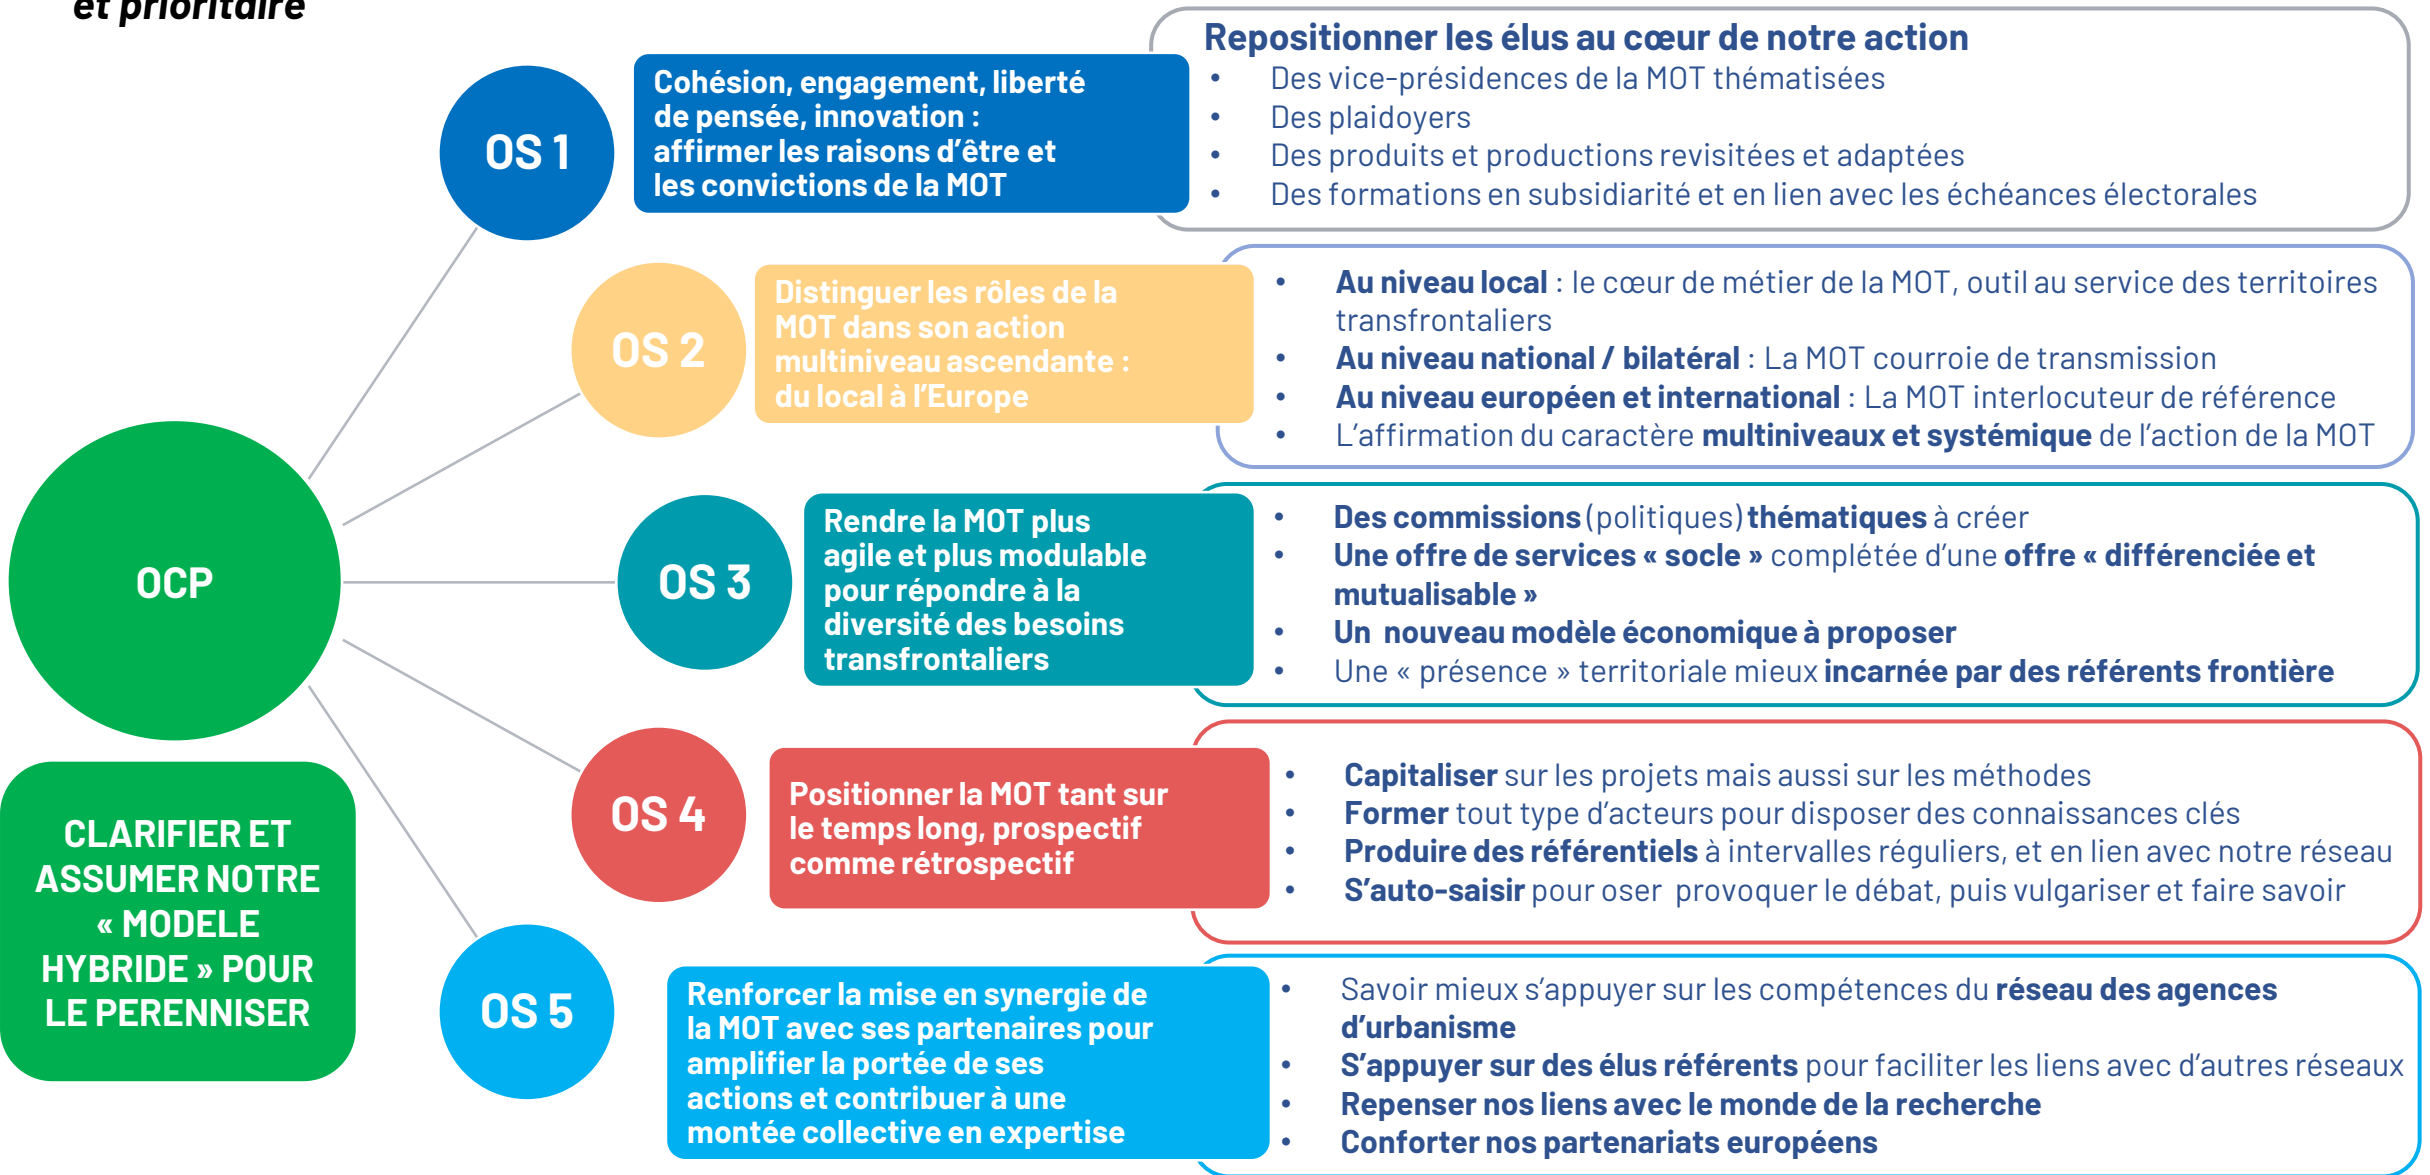 et prioritaire
OS 1
Cohésion, engagement, liberté
de pensée, innovation :
affirmer les raisons d’être et
les convictions de la MOT
Repositionner les élus au cœur de notre action
• Des vice-présidences de la MOT thématisées
• Des plaidoyers
• Des produits et productions revisitées et adaptées
• Des formations en subsidiarité et en lien avec les échéances électorales
OS 2
Distinguer les rôles de la
MOT dans son action
multiniveau ascendante :
du local à l’Europe
• Au niveau local : le cœur de métier de la MOT, outil au service des territoires
transfrontaliers
• Au niveau national / bilatéral : La MOT courroie de transmission
• Au niveau européen et international : La MOT interlocuteur de référence
• L’affirmation du caractère multiniveaux et systémique de l’action de la MOT
OCP
CLARIFIER ET
ASSUMER NOTRE
« MODELE
HYBRIDE » POUR
LE PERENNISER
OS 3
Rendre la MOT plus
agile et plus modulable
pour répondre à la
diversité des besoins
transfrontaliers
• Des commissions (politiques) thématiques à créer
• Une offre de services « socle » complétée d’une offre « différenciée et
mutualisable »
• Un nouveau modèle économique à proposer
• Une « présence » territoriale mieux incarnée par des référents frontière
OS 4
Positionner la MOT tant sur
le temps long, prospectif
comme rétrospectif
• Capitaliser sur les projets mais aussi sur les méthodes
• Former tout type d’acteurs pour disposer des connaissances clés
• Produire des référentiels à intervalles réguliers, et en lien avec notre réseau
• S’auto-saisir pour oser provoquer le débat, puis vulgariser et faire savoir
OS 5
Renforcer la mise en synergie de
la MOT avec ses partenaires pour
amplifier la portée de ses
actions et contribuer à une
montée collective en expertise
• Savoir mieux s’appuyer sur les compétences du réseau des agences
d’urbanisme
• S’appuyer sur des élus référents pour faciliter les liens avec d’autres réseaux
• Repenser nos liens avec le monde de la recherche
• Conforter nos partenariats européens